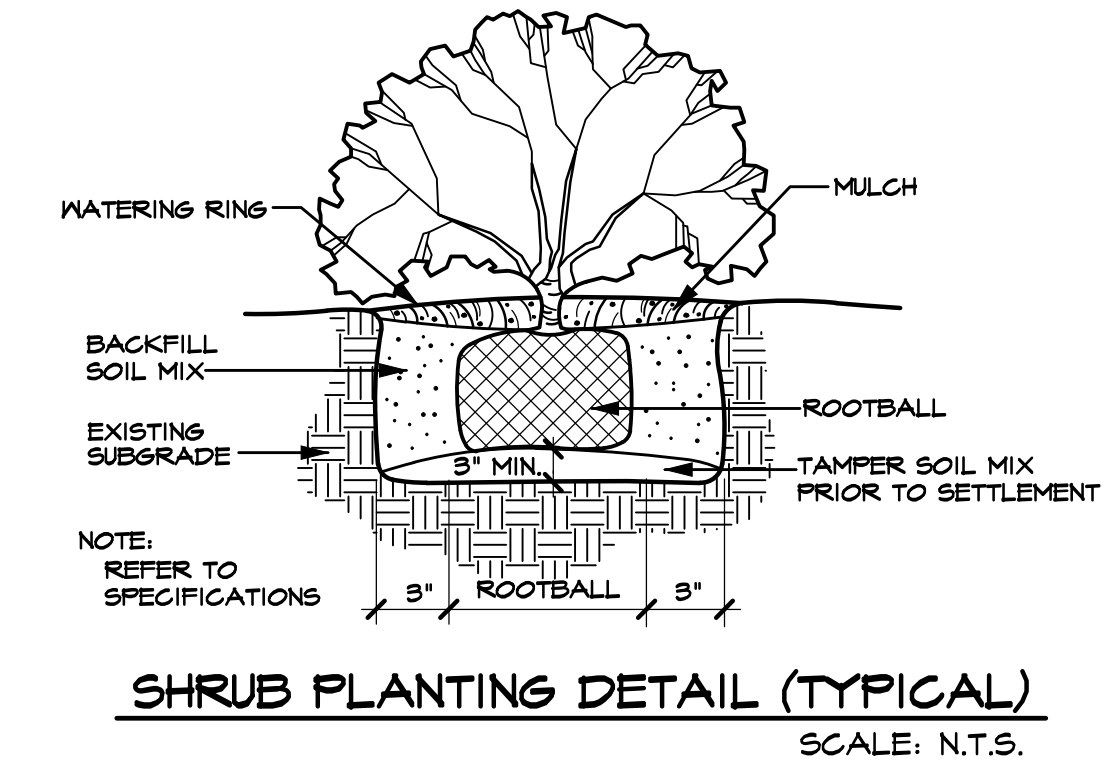 MULCH
WATERING RING
BACKFILL
SOIL MIX
ROOTBALL
EXISTING
SUBGRADE
3" MIN.
TAMPER SOIL MIX
PRIOR TO SETTLEMENT
NOTE:
REFER TO
SPECIFICATIONS
3" ROOTBALL 3"
SHRUB PLANTING DETAIL (TYPICAL)
SCALE: N.T.S.